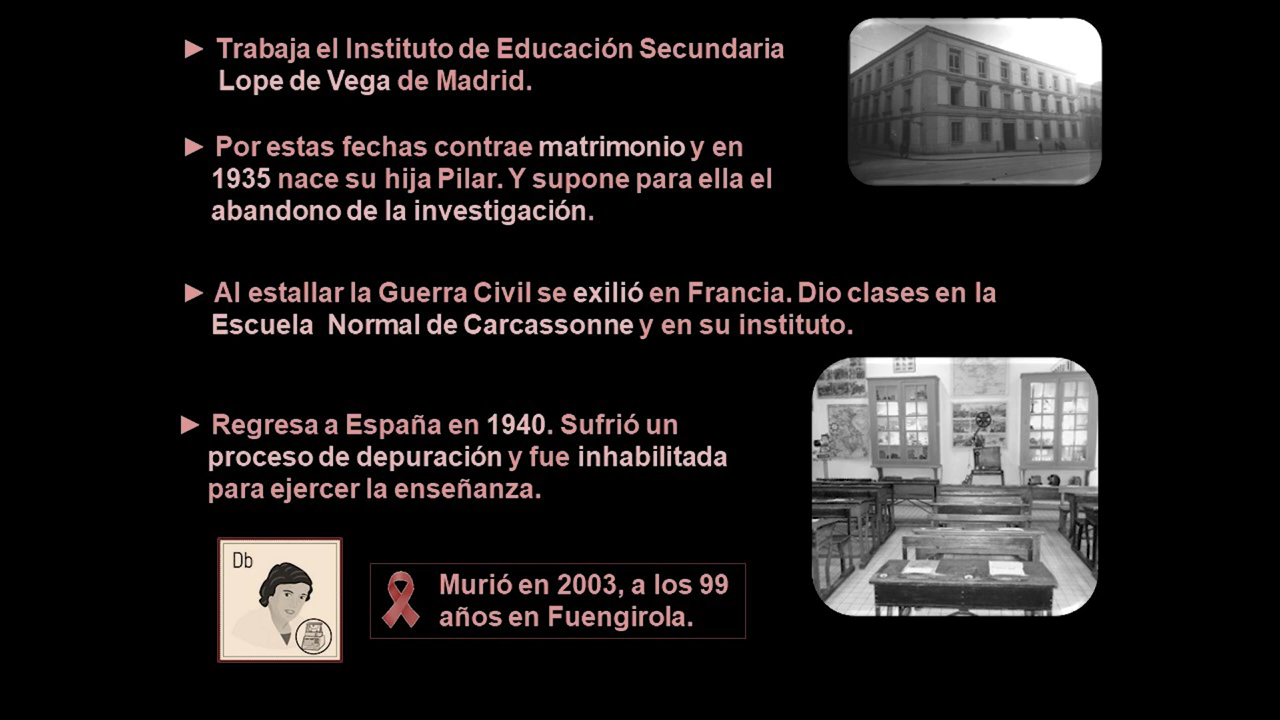 ► Trabaja el Instituto de Educación Secundaria
Lope de Vega de Madrid.
► Por estas fechas contrae matrimonio y en
1935 nace su hija Pilar. Y supone para ella el
abandono de la investigación.
► Al estallar la Guerra Civil se exilió en Francia. Dio clases en la
Escuela Normal de Carcassonne y en su instituto.
► Regresa a España en 1940. Sufrió un
proceso de depuración y fue inhabilitada
para ejercer la enseñanza.
Db
Murió en 2003, a los 99
años en Fuengirola.